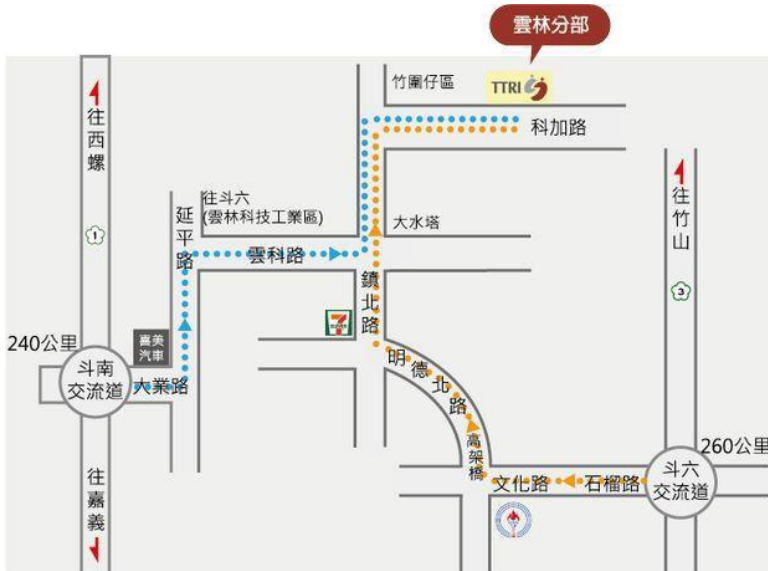 雲林分部
TTRI
竹圍仔區
科加路
往西螺
1
往斗六
(雲林科技工業區)
延平路
雲科路
大水塔
往竹山
3
鎮北路
7
喜美
汽車
240公里
斗南
交流道
大業路
明德北路
高架橋
260公里
斗六
交流道
石榴路
文化路
往嘉義